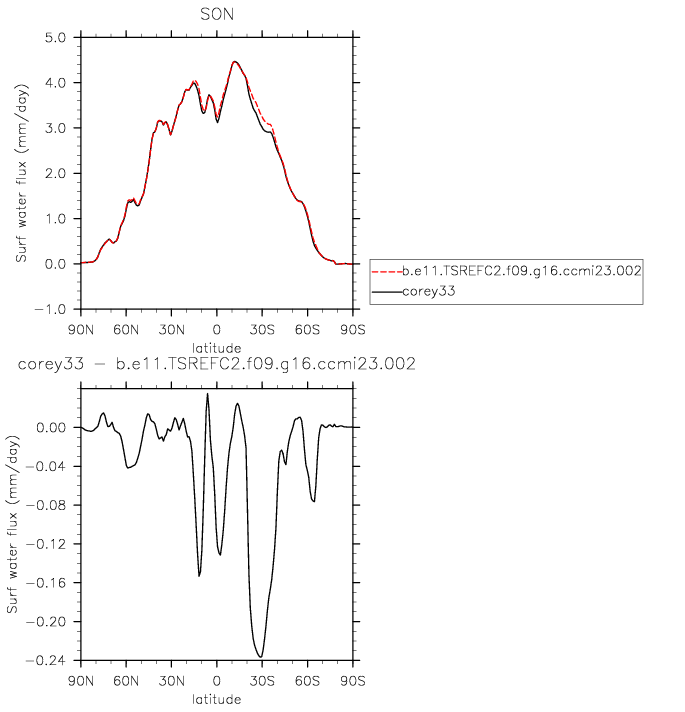 SON
Surf water flux (mm/day)
5.0
4.0
3.0
2.0
1.0
0.0
−1.0
90N 60N 30N 0 30S 60S 90S
latitude
b.e11.TSREFC2.f09.g16.ccmi23.002
corey33
corey33 − b.e11.TSREFC2.f09.g16.ccmi23.002
Surf water flux (mm/day)
0.00
−0.04
−0.08
−0.12
−0.16
−0.20
−0.24
90N 60N 30N 0 30S 60S 90S
latitude